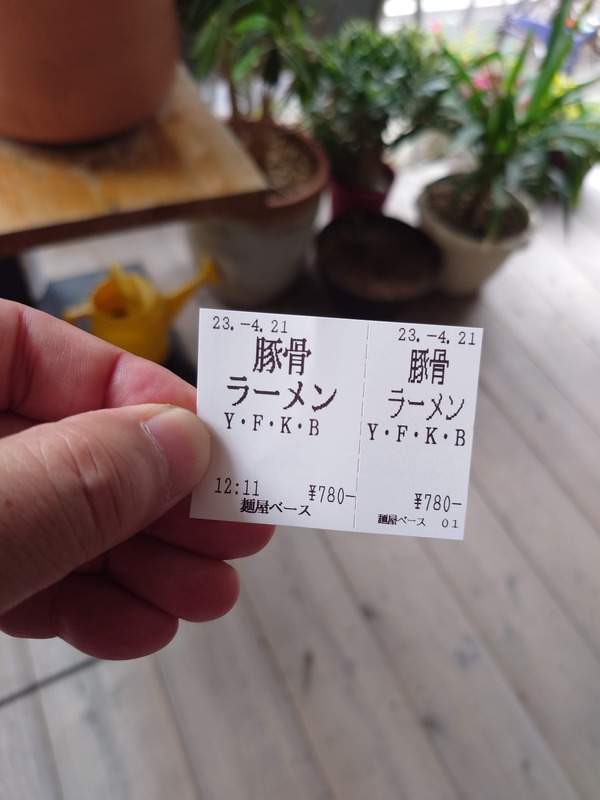 23.-4.21
豚骨
ラーメン
Y・F・K・B
12:11 ¥780-
麺屋ベース
23.-4.21
豚骨
ラーメン
Y・F・K・B
¥780-
麺屋ベース 01